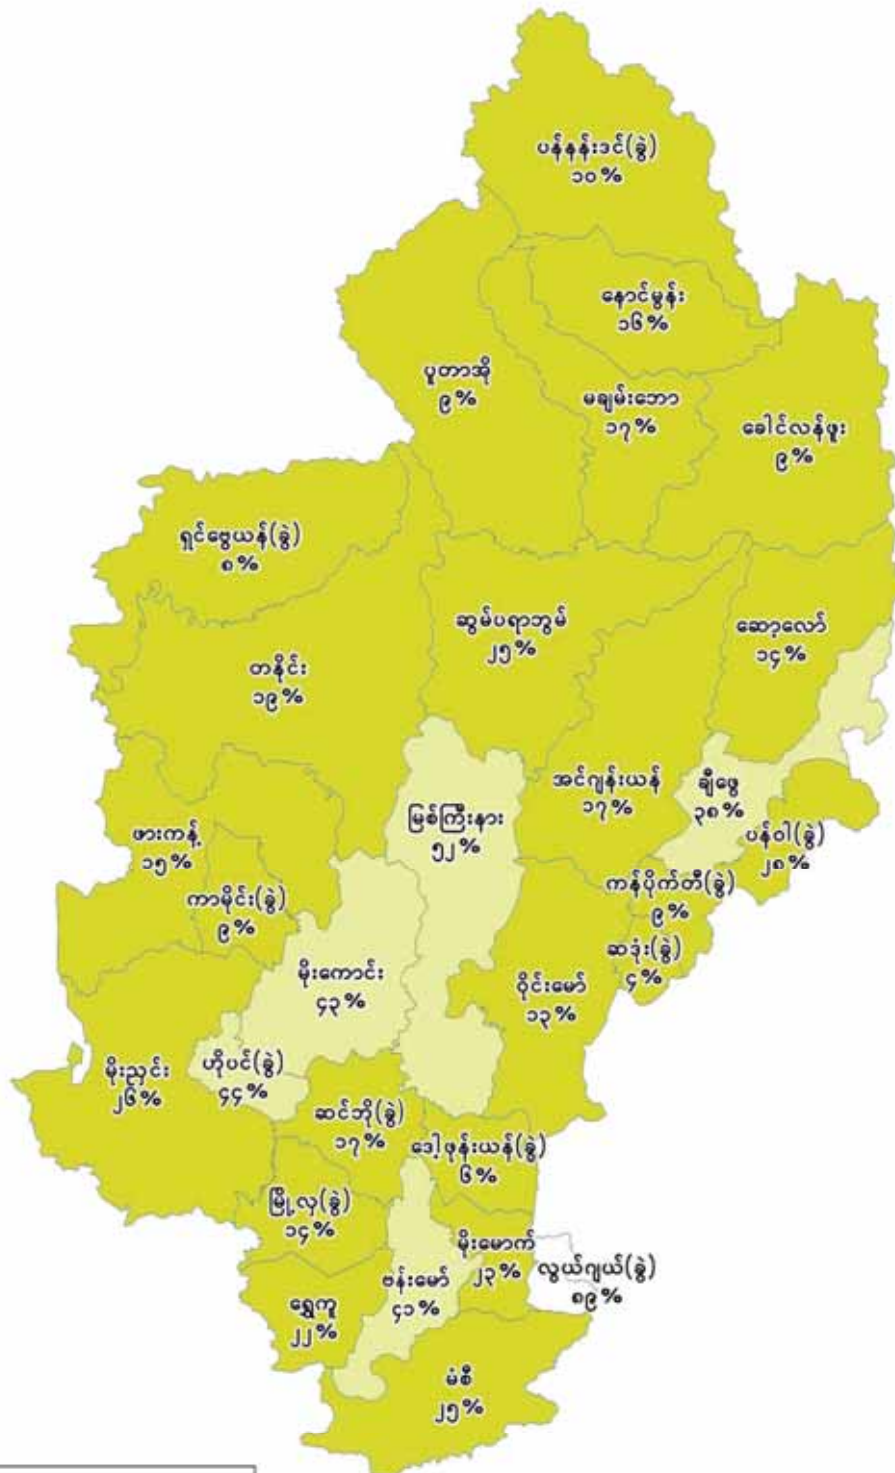 ပန်နန်းဒင်(ခွဲ)
၁၀%
နောင်မွန်း
၁၆%
ပူတာအို
၉%
မချမ်းဘော
၁၇%
ခေါင်လန်ဖူး
၉%
ရှင်ဗွေယန်(ခွဲ)
၈%
ဆွမ်ပရာဘွမ်
၂၅%
ဆော့လော်
၁၄%
တနိုင်း
၁၉%
အင်ဂျန်းယန်
၁၇%
ချီဖွေ
၃၈%
မြစ်ကြီးနား
၅၂%
ဖားကန့်
၁၅%
ပန်ဝါ(ခွဲ)
၂၈%
ကန်ပိုက်တီ(ခွဲ)
၉%
ကာမိုင်း(ခွဲ)
၉%
ဆဒုံး(ခွဲ)
၄%
မိုးကောင်း
၄၃%
ဝိုင်းမော်
၁၃%
မိုးညှင်း
၂၆%
ဟိုပင်(ခွဲ)
၄၄%
ဆင်ဘို(ခွဲ)
၁၇%
ဒေါ့ဖုန်းယန်(ခွဲ)
၆%
မြို့လှ(ခွဲ)
၁၄%
မိုးမောက်
၂၃%
လွယ်ဂျယ်(ခွဲ)
၈၉%
ဗန်းမော်
၄၁%
ရွှေကူ
၂၂%
မံစီ
၂၅%